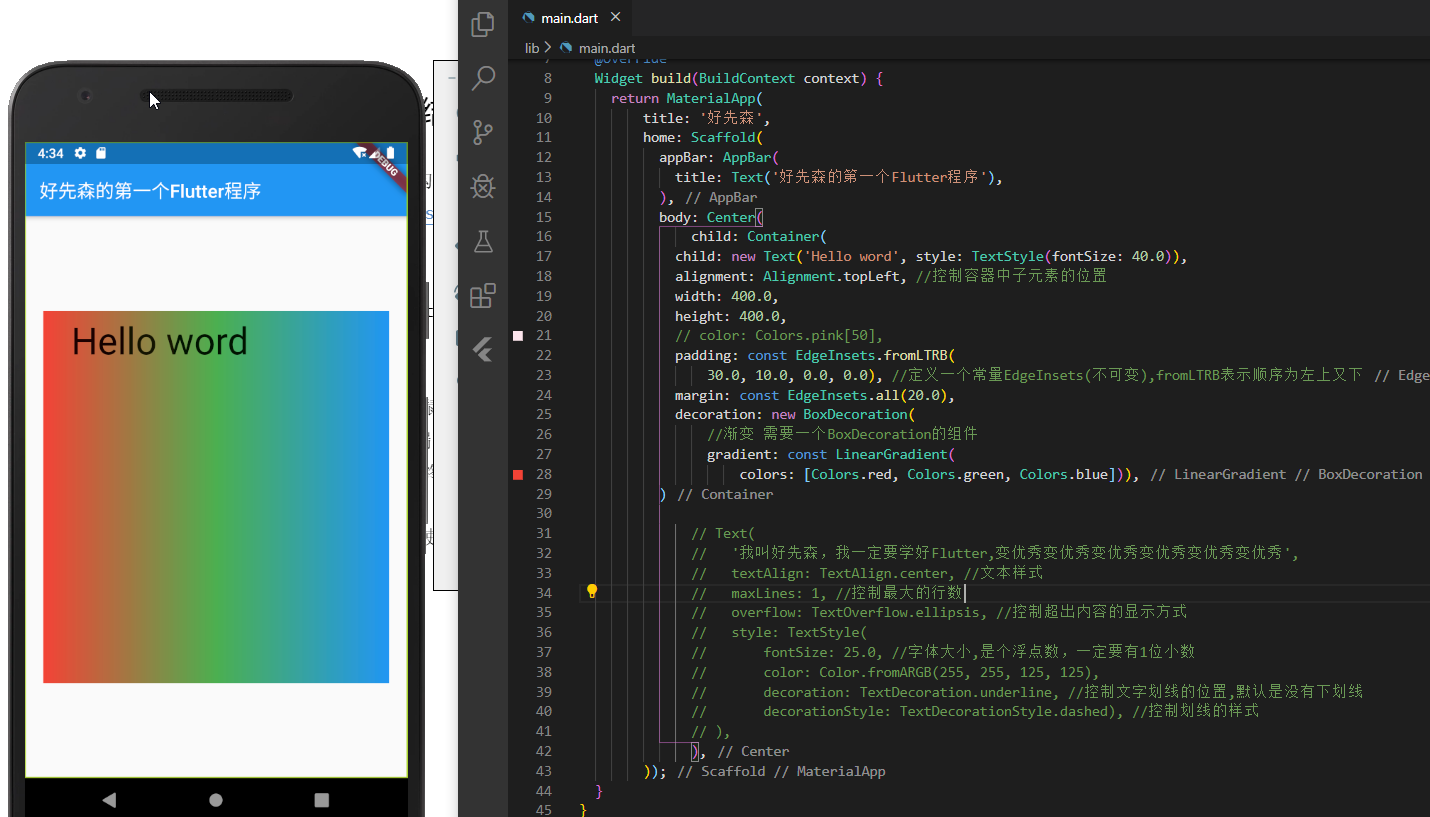 4:34
DEBUG
好先森的第一个Flutter程序
Hello word
main.dart
lib > main.dart
7 @override
8 Widget build(BuildContext context) {
9 return MaterialApp(
10 title: '好先森',
11 home: Scaffold(
12 appBar: AppBar(
13 title: Text('好先森的第一个Flutter程序'),
14 ), // AppBar
15 body: Center(
16 child: Container(
17 child: new Text('Hello word', style: TextStyle(fontSize: 40.0)),
18 alignment: Alignment.topLeft, //控制容器中子元素的位置
19 width: 400.0,
20 height: 400.0,
21 // color: Colors.pink[50],
22 padding: const EdgeInsets.fromLTRB(
23 30.0, 10.0, 0.0, 0.0), //定义一个常量EdgeInsets(不可变),fromLTRB表示顺序为左上又下 // Edge
24 margin: const EdgeInsets.all(20.0),
25 decoration: new BoxDecoration(
26 //渐变 需要一个BoxDecoration的组件
27 gradient: const LinearGradient(
28 colors: [Colors.red, Colors.green, Colors.blue])), // LinearGradient // BoxDecoration
29 ) // Container
30
31 // Text(
32 // '我叫好先森，我一定要学好Flutter,变优秀变优秀变优秀变优秀变优秀变优秀',
33 // textAlign: TextAlign.center, //文本样式
34 // maxLines: 1, //控制最大的行数
35 // overflow: TextOverflow.ellipsis, //控制超出内容的显示方式
36 // style: TextStyle(
37 // fontSize: 25.0, //字体大小,是个浮点数，一定要有1位小数
38 // color: Color.fromARGB(255, 255, 125, 125),
39 // decoration: TextDecoration.underline, //控制文字划线的位置,默认是没有下划线
40 // decorationStyle: TextDecorationStyle.dashed), //控制划线的样式
41 // ),
42 ), // Center
43 )); // Scaffold // MaterialApp
44 }
45 }